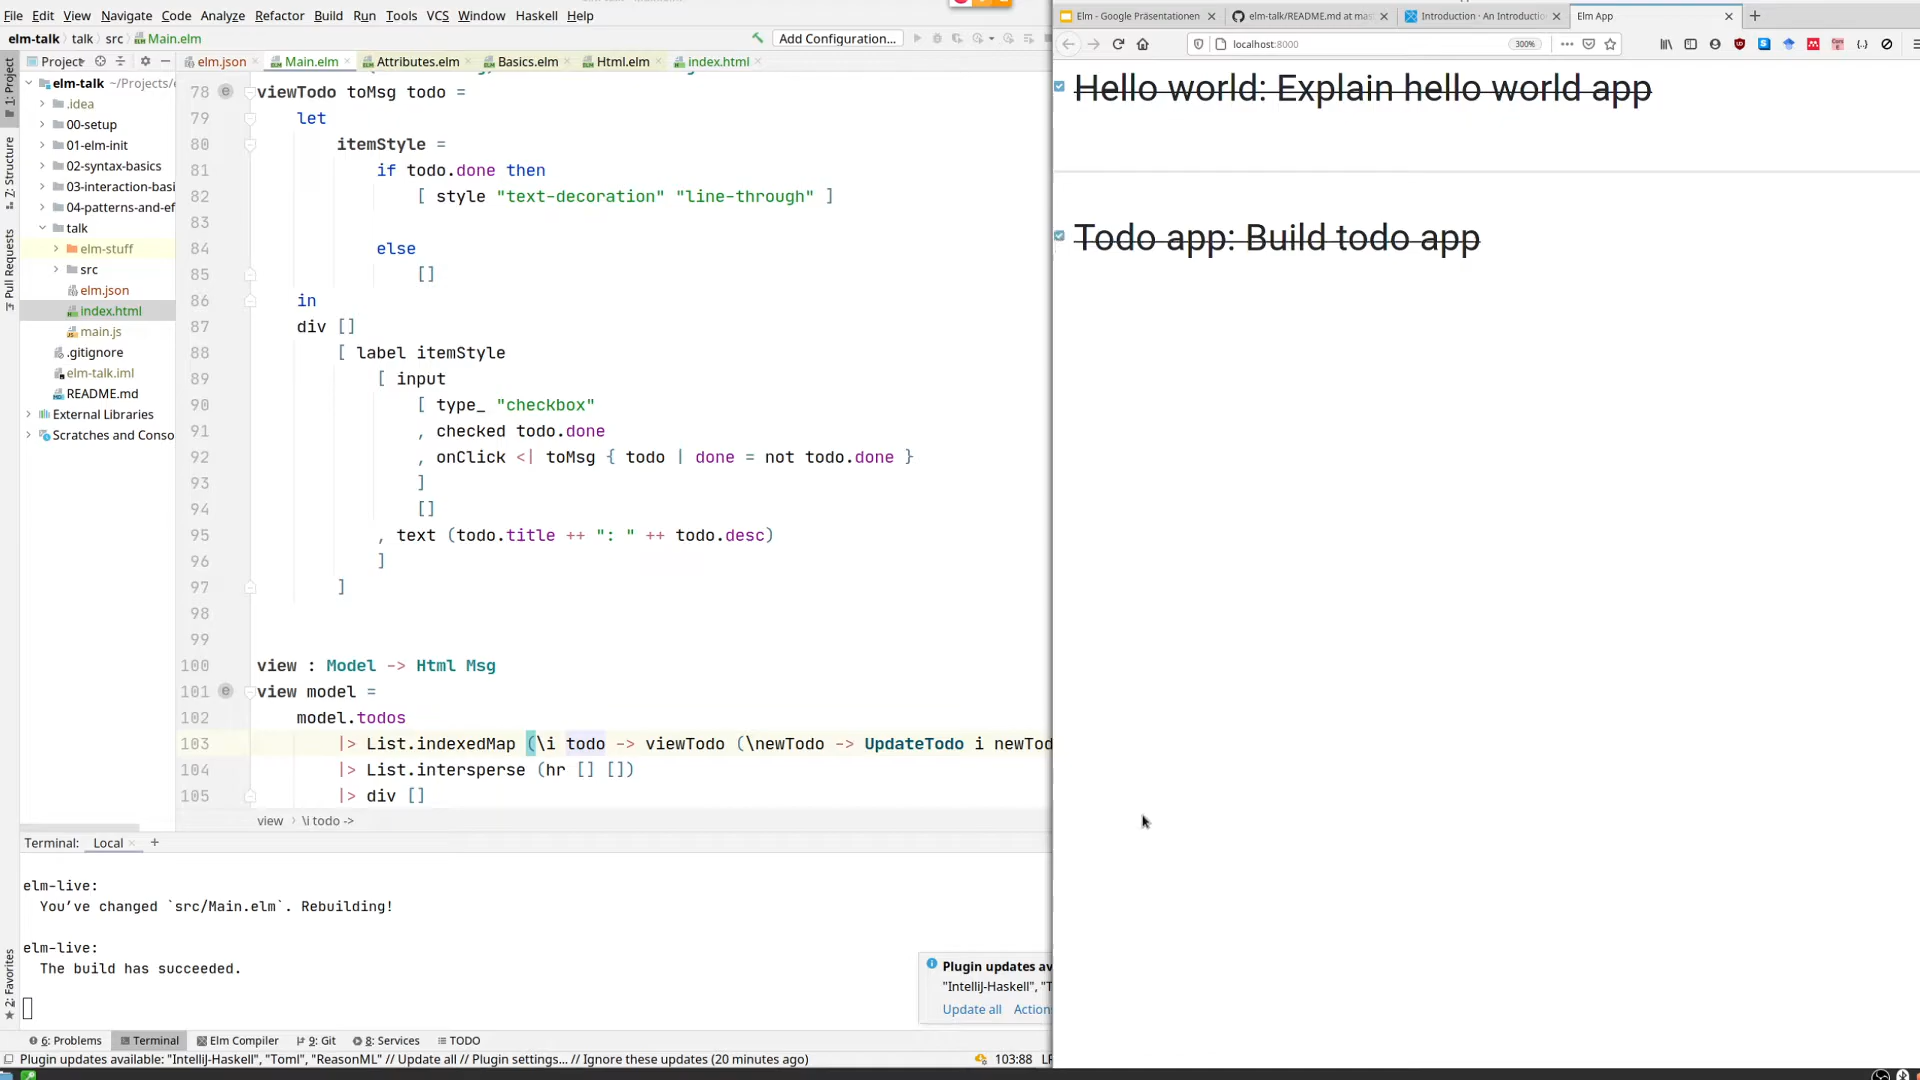 File Edit View Navigate Code Analyze Refactor Build Run Tools VCS Window Haskell Help
elm-talk talk src Main.elm
Add Configuration...
Project
elm.json Main.elm Attributes.elm Basics.elm Html.elm index.html
elm-talk ~/Projects/
.idea
00-setup
01-elm-init
02-syntax-basics
03-interaction-basi
04-patterns-and-ef
talk
elm-stuff
src
elm.json
index.html
main.js
.gitignore
elm-talk.iml
README.md
External Libraries
Scratches and Conso
1: Project
7: Structure
Pull Requests
2: Favorites
78 viewTodo toMsg todo =
79 let
80 itemStyle =
81 if todo.done then
82 [ style "text-decoration" "line-through" ]
83
84 else
85 []
86 in
87 div []
88 [ label itemStyle
89 [ input
90 [ type_ "checkbox"
91 , checked todo.done
92 , onClick <| toMsg { todo | done = not todo.done }
93 ]
94 []
95 , text (todo.title ++ ": " ++ todo.desc)
96 ]
97 ]
98
99
100 view : Model -> Html Msg
101 view model =
102 model.todos
103 |> List.indexedMap (\i todo -> viewTodo (\newTodo -> UpdateTodo i newTod
104 |> List.intersperse (hr [] [])
105 |> div []
view \i todo ->
Terminal: Local +
elm-live:
You’ve changed `src/Main.elm`. Rebuilding!
elm-live:
The build has succeeded.
Plugin updates av
"IntelliJ-Haskell", "T
Update all Action
6: Problems Terminal Elm Compiler 9: Git 8: Services TODO
Plugin updates available: "IntelliJ-Haskell", "Toml", "ReasonML" // Update all // Plugin settings... // Ignore these updates (20 minutes ago)
103:88 LF
Elm - Google Präsentationen
elm-talk/README.md at mas
Introduction · An Introductio
Elm App
localhost:8000
300%
Hello world: Explain hello world app
Todo app: Build todo app